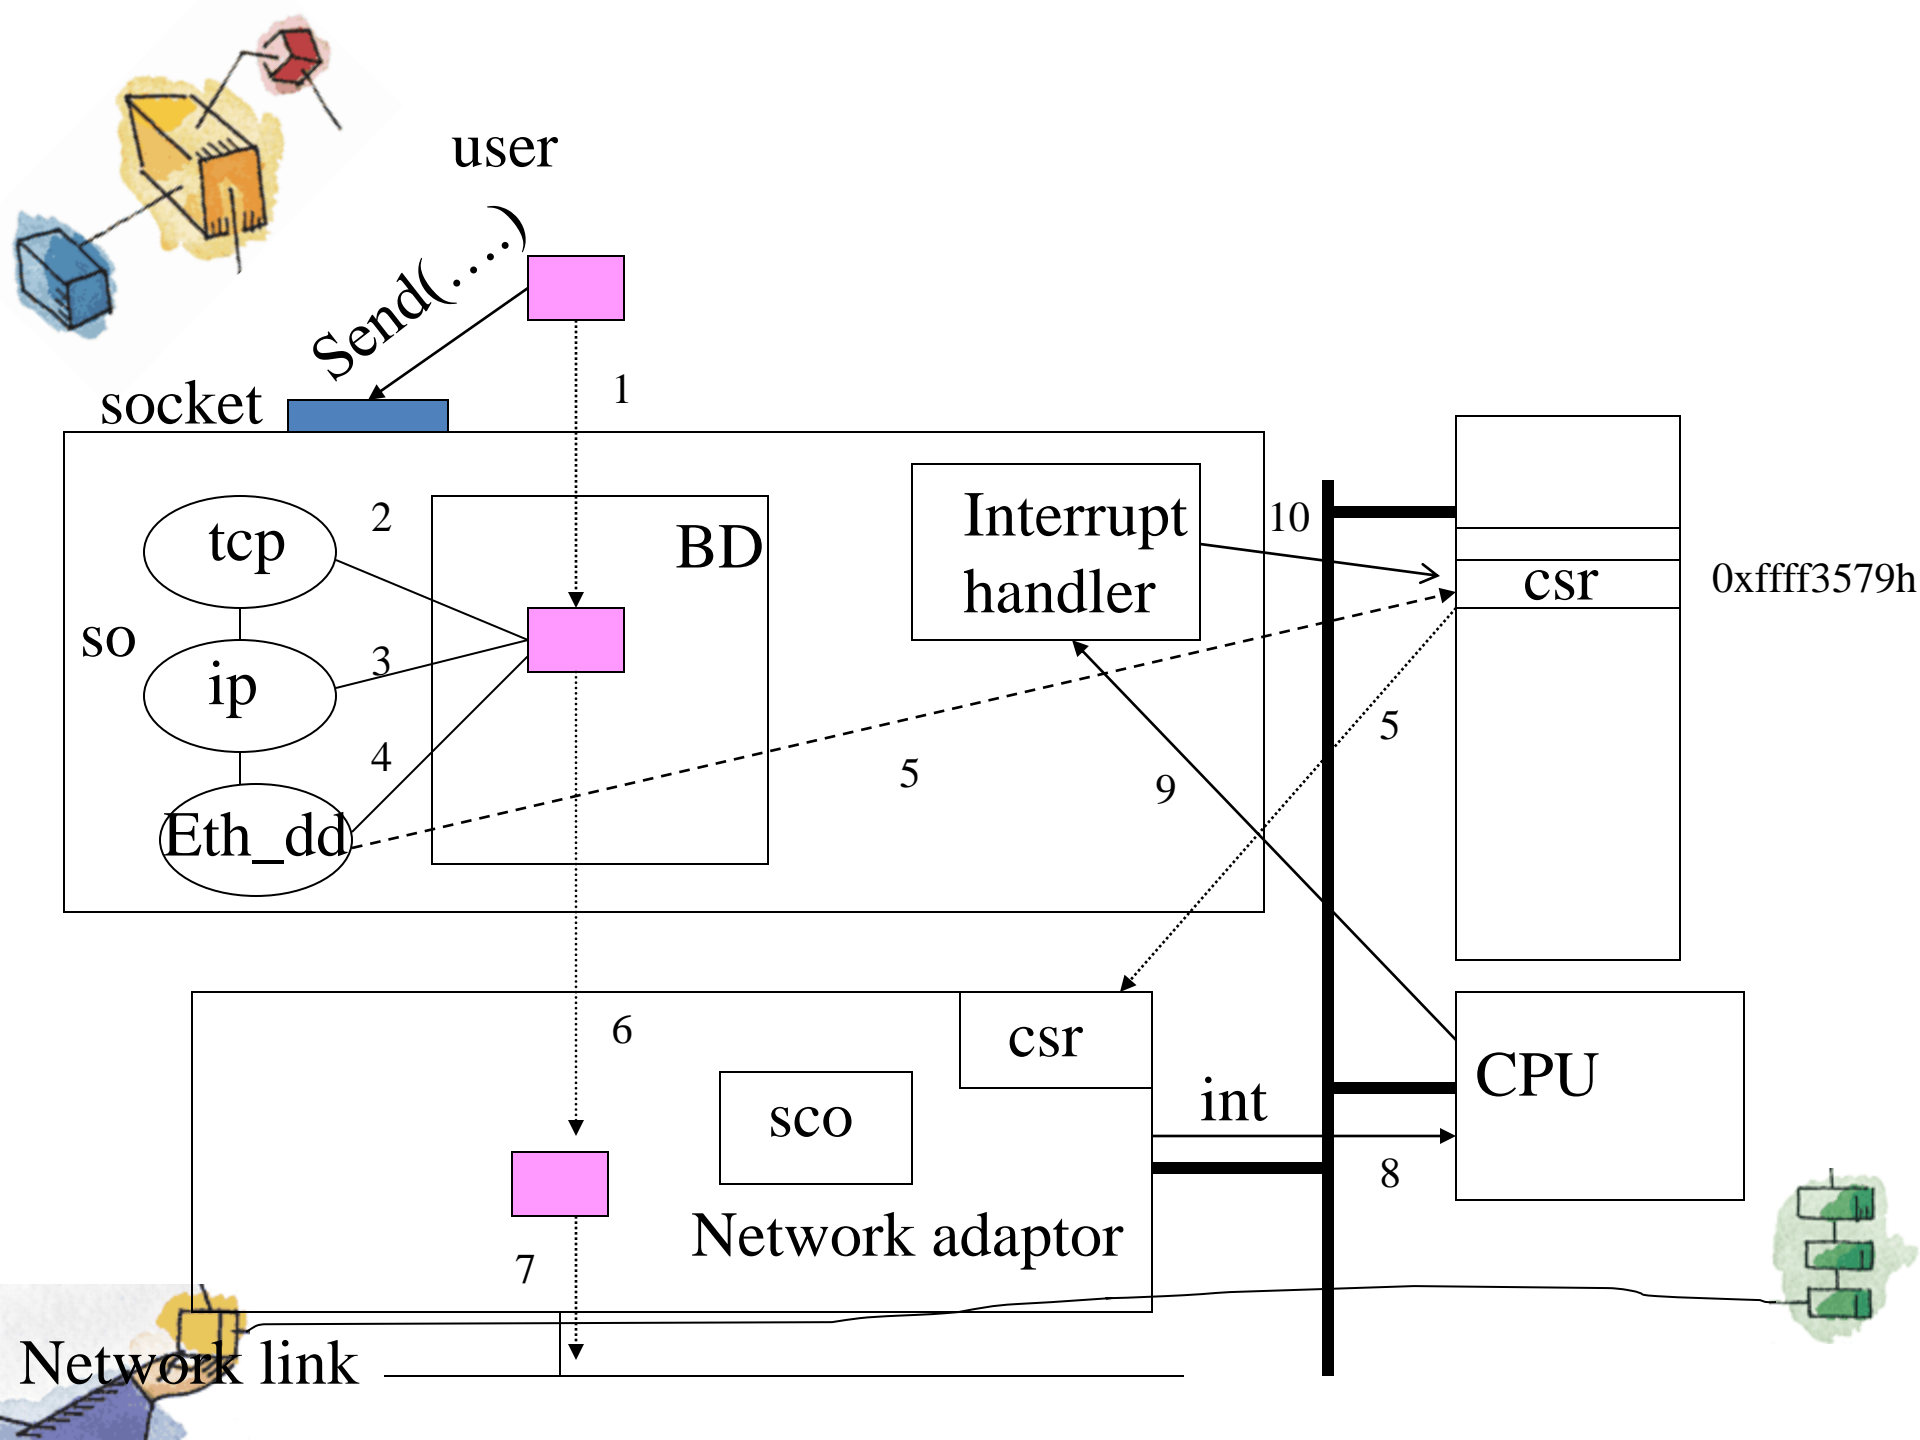 user
Send(….)
socket
1
2
tcp
BD
Interrupt
handler
10
csr
0xffff3579h
so
3
ip
4
5
5
9
Eth_dd
6
csr
sco
int
CPU
8
Network adaptor
7
Network link